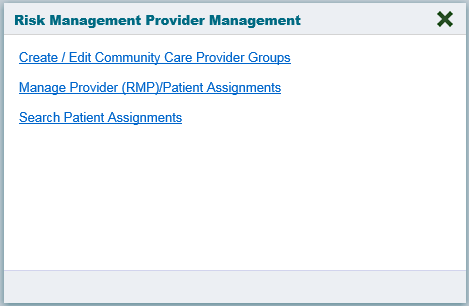 Risk Management Provider Management
Create / Edit Community Care Provider Groups
Manage Provider (RMP)/Patient Assignments
Search Patient Assignments